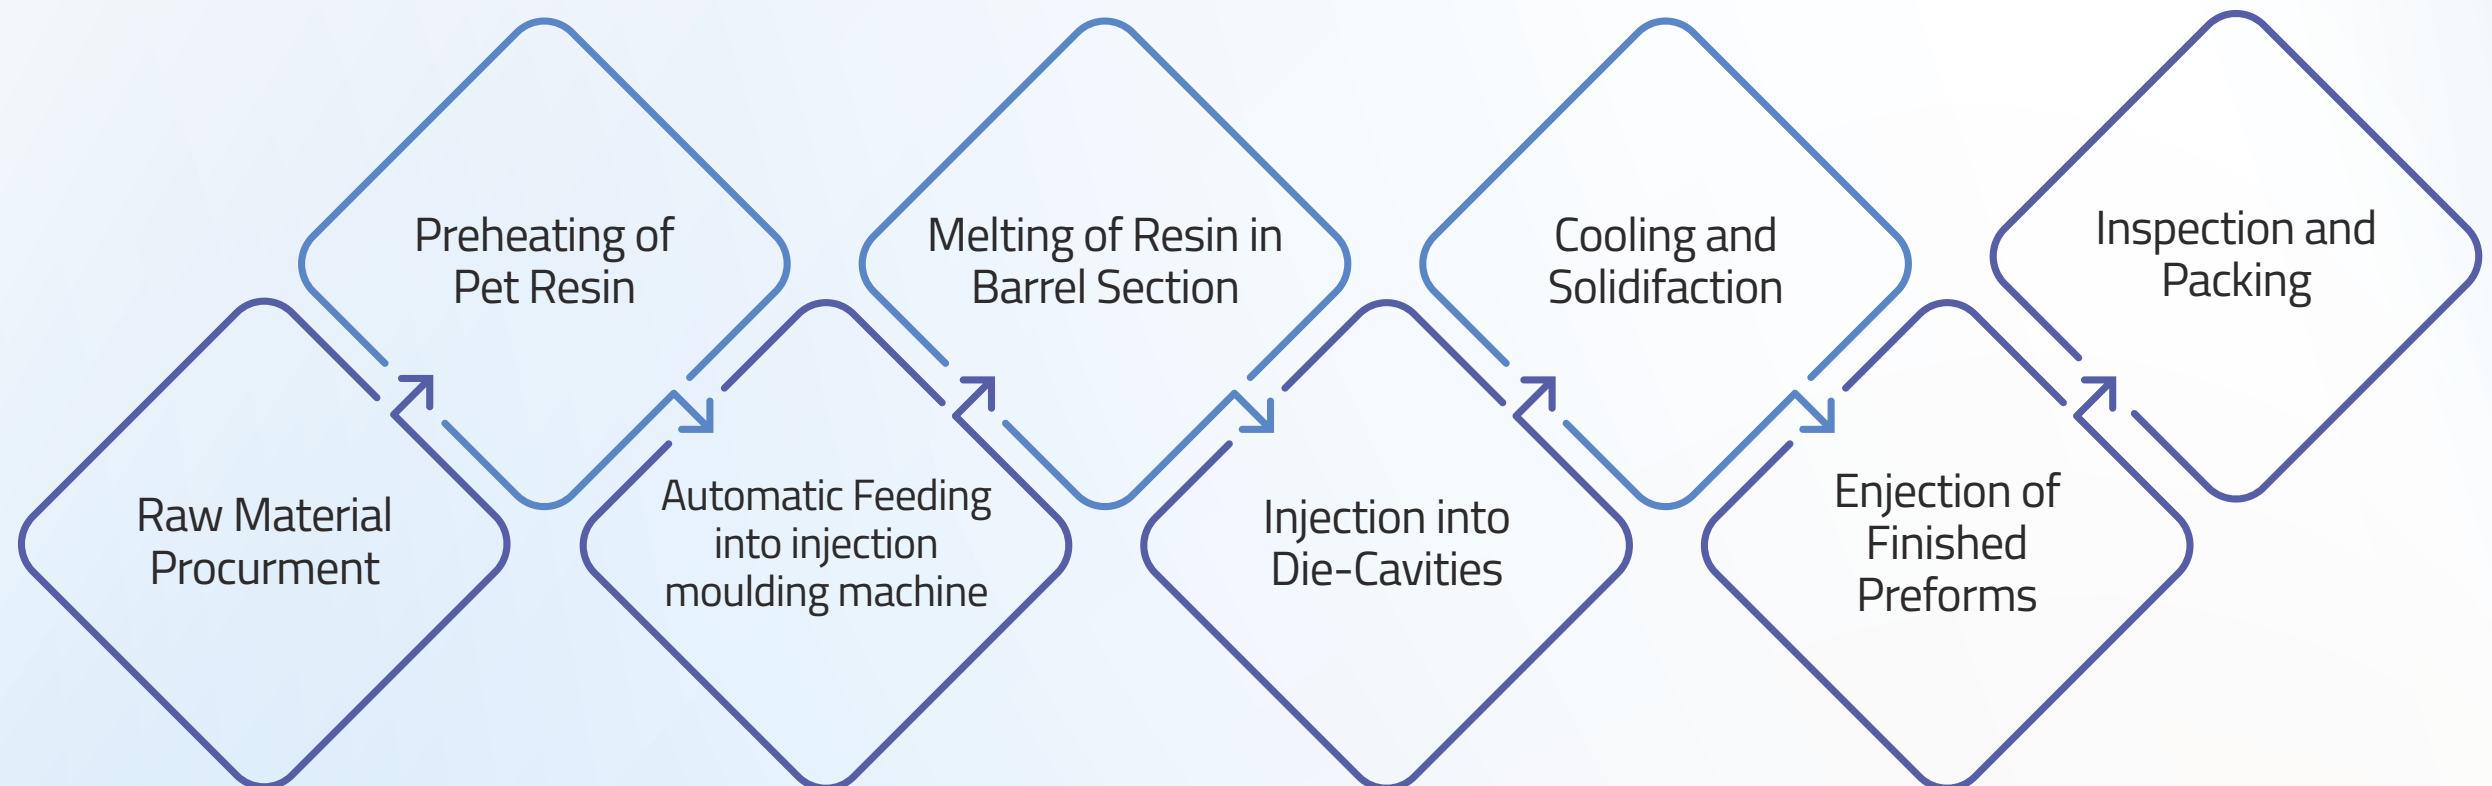 Raw Material
Procurment
Preheating of
Pet Resin
Automatic Feeding
into injection
moulding machine
Melting of Resin in
Barrel Section
Injection into
Die-Cavities
Cooling and
Solidifaction
Enjection of
Finished
Preforms
Inspection and
Packing